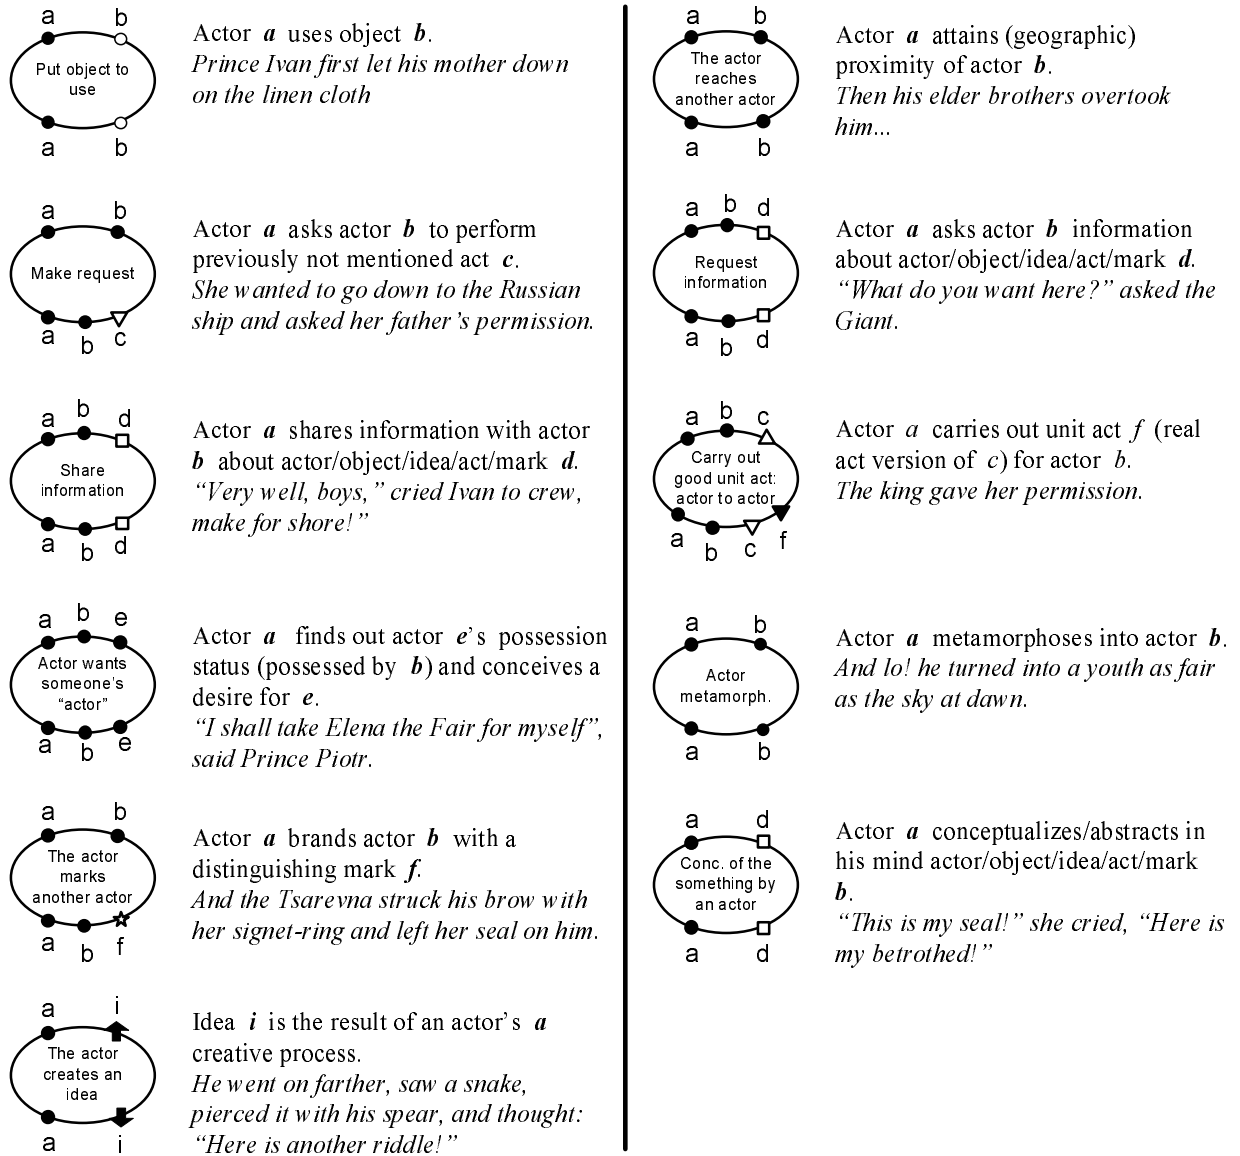 a b
Put object to
use
a b
Actor a uses object b.
Prince Ivan first let his mother down
on the linen cloth
a b
Make request
a b c
Actor a asks actor b to perform
previously not mentioned act c.
She wanted to go down to the Russian
ship and asked her father's permission.
a b d
Share
information
a b d
Actor a shares information with actor
b about actor/object/idea/act/mark d.
“Very well, boys,” cried Ivan to crew,
make for shore!”
a b e
Actor wants
someone's
“actor”
a b e
Actor a finds out actor e's possession
status (possessed by b) and conceives a
desire for e.
“I shall take Elena the Fair for myself”,
said Prince Piotr.
a b
The actor
marks
another actor
a b f
Actor a brands actor b with a
distinguishing mark f.
And the Tsarevna struck his brow with
her signet-ring and left her seal on him.
a i
The actor
creates an
idea
a i
Idea i is the result of an actor's a
creative process.
He went on farther, saw a snake,
pierced it with his spear, and thought:
“Here is another riddle!”
a b
The actor
reaches
another actor
a b
Actor a attains (geographic)
proximity of actor b.
Then his elder brothers overtook
him...
a b d
Request
information
a b d
Actor a asks actor b information
about actor/object/idea/act/mark d.
“What do you want here?” asked the
Giant.
a b c
Carry out
good unit act:
actor to actor
a b c f
Actor a carries out unit act f (real
act version of c) for actor b.
The king gave her permission.
a b
Actor
metamorph.
a b
Actor a metamorphoses into actor b.
And lo! he turned into a youth as fair
as the sky at dawn.
a d
Conc. of the
something by
an actor
a d
Actor a conceptualizes/abstracts in
his mind actor/object/idea/act/mark
b.
“This is my seal!” she cried, “Here is
my betrothed!”